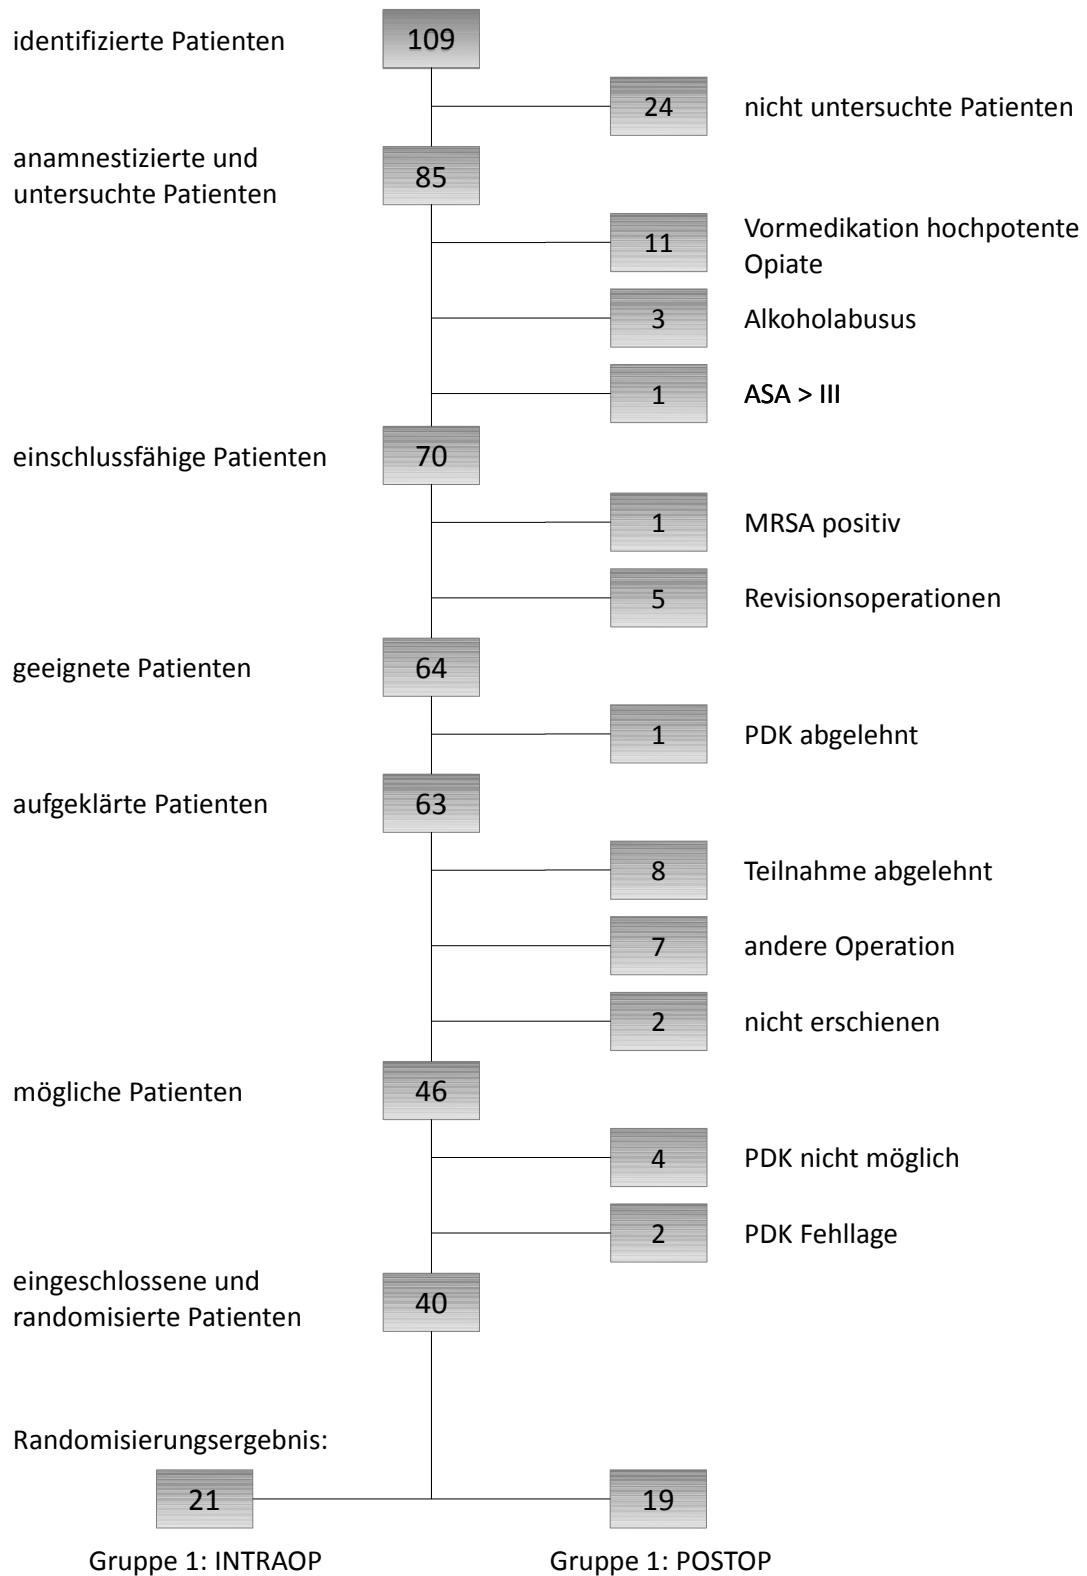 identifizierte Patienten
109
24
nicht untersuchte Patienten
anamnestizierte und
untersuchte Patienten
85
11
Vormedikation hochpotente
Opiate
3
Alkoholabusus
1
ASA > III
einschlussfähige Patienten
70
1
MRSA positiv
5
Revisionsoperationen
geeignete Patienten
64
1
PDK abgelehnt
aufgeklärte Patienten
63
8
Teilnahme abgelehnt
7
andere Operation
2
nicht erschienen
mögliche Patienten
46
4
PDK nicht möglich
2
PDK Fehllage
eingeschlossene und
randomisierte Patienten
40
Randomisierungsergebnis:
21
19
Gruppe 1: INTRAOP
Gruppe 1: POSTOP